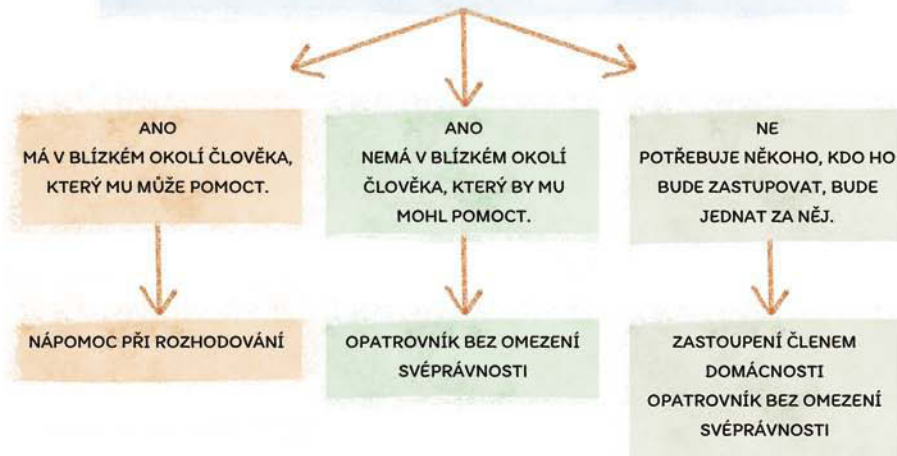 ANO
MÁ V BLÍZKÉM OKOLÍ ČLOVĚKA,
KTERÝ MU MŮŽE POMOCT.
ANO
NEMÁ V BLÍZKÉM OKOLÍ
ČLOVĚKA, KTERÝ BY MU
MOHL POMOCT.
NE
POTŘEBUJE NĚKOHO, KDO HO
BUDE ZASTUPOVAT, BUDE
JEDNAT ZA NĚJ.
NÁPOMOC PŘI ROZHODOVÁNÍ
OPATROVNÍK BEZ OMEZENÍ
SVÉPRÁVNOSTI
ZASTOUPENÍ ČLENEM
DOMÁCNOSTI
OPATROVNÍK BEZ OMEZENÍ
SVÉPRÁVNOSTI